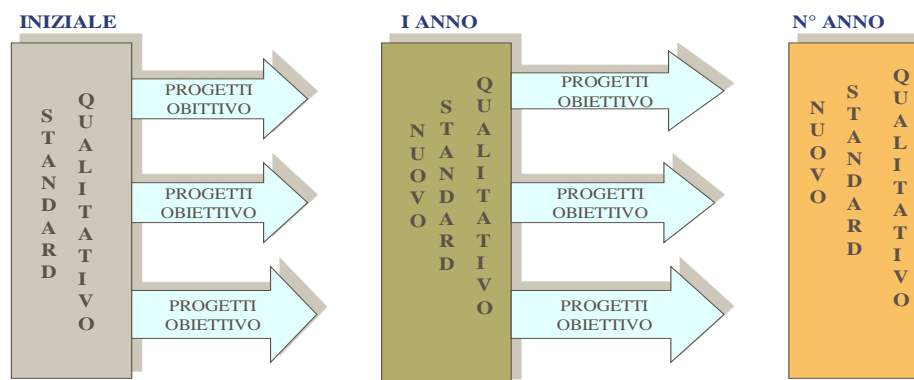 INIZIALE
STANDARD
QUALITATIVO
PROGETTI
OBITTIVO
PROGETTI
OBIETTIVO
PROGETTI
OBIETTIVO
I ANNO
NUOVO
STANDARD
QUALITATIVO
PROGETTI
OBIETTIVO
PROGETTI
OBIETTIVO
PROGETTI
OBIETTIVO
N° ANNO
NUOVO
STANDARD
QUALITATIVO